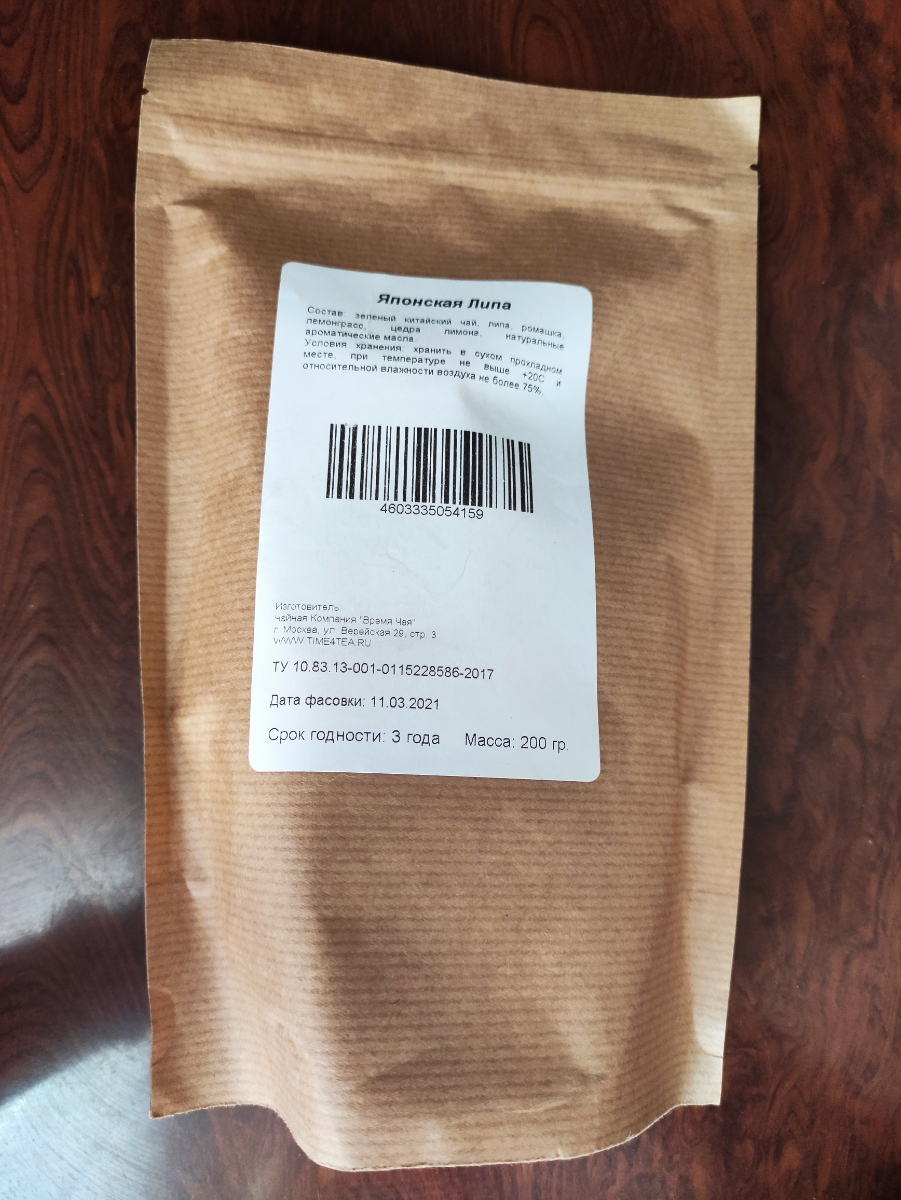 Японская Липа
Состав: зеленый китайский чай, липа, ромашка,
лемонграсс, цедра лимона, натуральные
ароматические масла.
Условия хранения: хранить в сухом прохладном
месте, при температуре не выше +20С и
относительной влажности воздуха не более 75%.
4603335054159
Изготовитель:
Чайная Компания "Время Чая"
г. Москва, ул. Верейская 29, стр. 3
WWW.TIME4TEA.RU
ТУ 10.83.13-001-0115228586-2017
Дата фасовки: 11.03.2021
Срок годности: 3 года Масса: 200 гр.